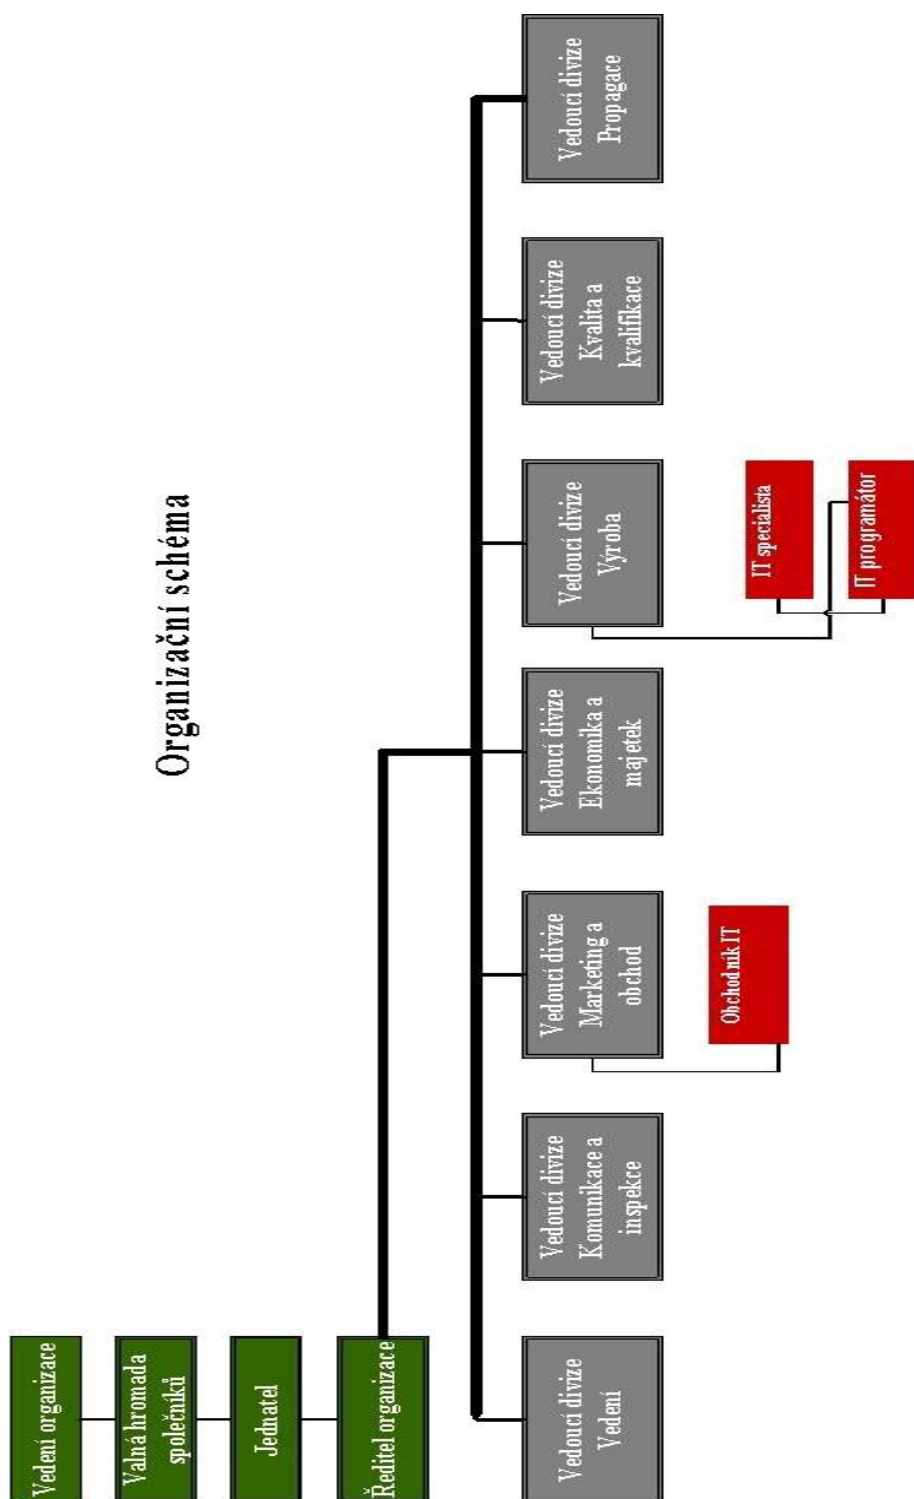 Organizační schéma
Vedení organizace
Valná hromada
společníků
Jednatel
Ředitel organizace
Vedoucí divize
Vedení
Vedoucí divize
Komunikace a
inspekce
Vedoucí divize
Marketing a
obchod
Vedoucí divize
Ekonomika a
majetek
Vedoucí divize
Výroba
Vedoucí divize
Kvalita a
kvalifikace
Vedoucí divize
Propagace
Obchodník IT
IT specialista
IT programátor